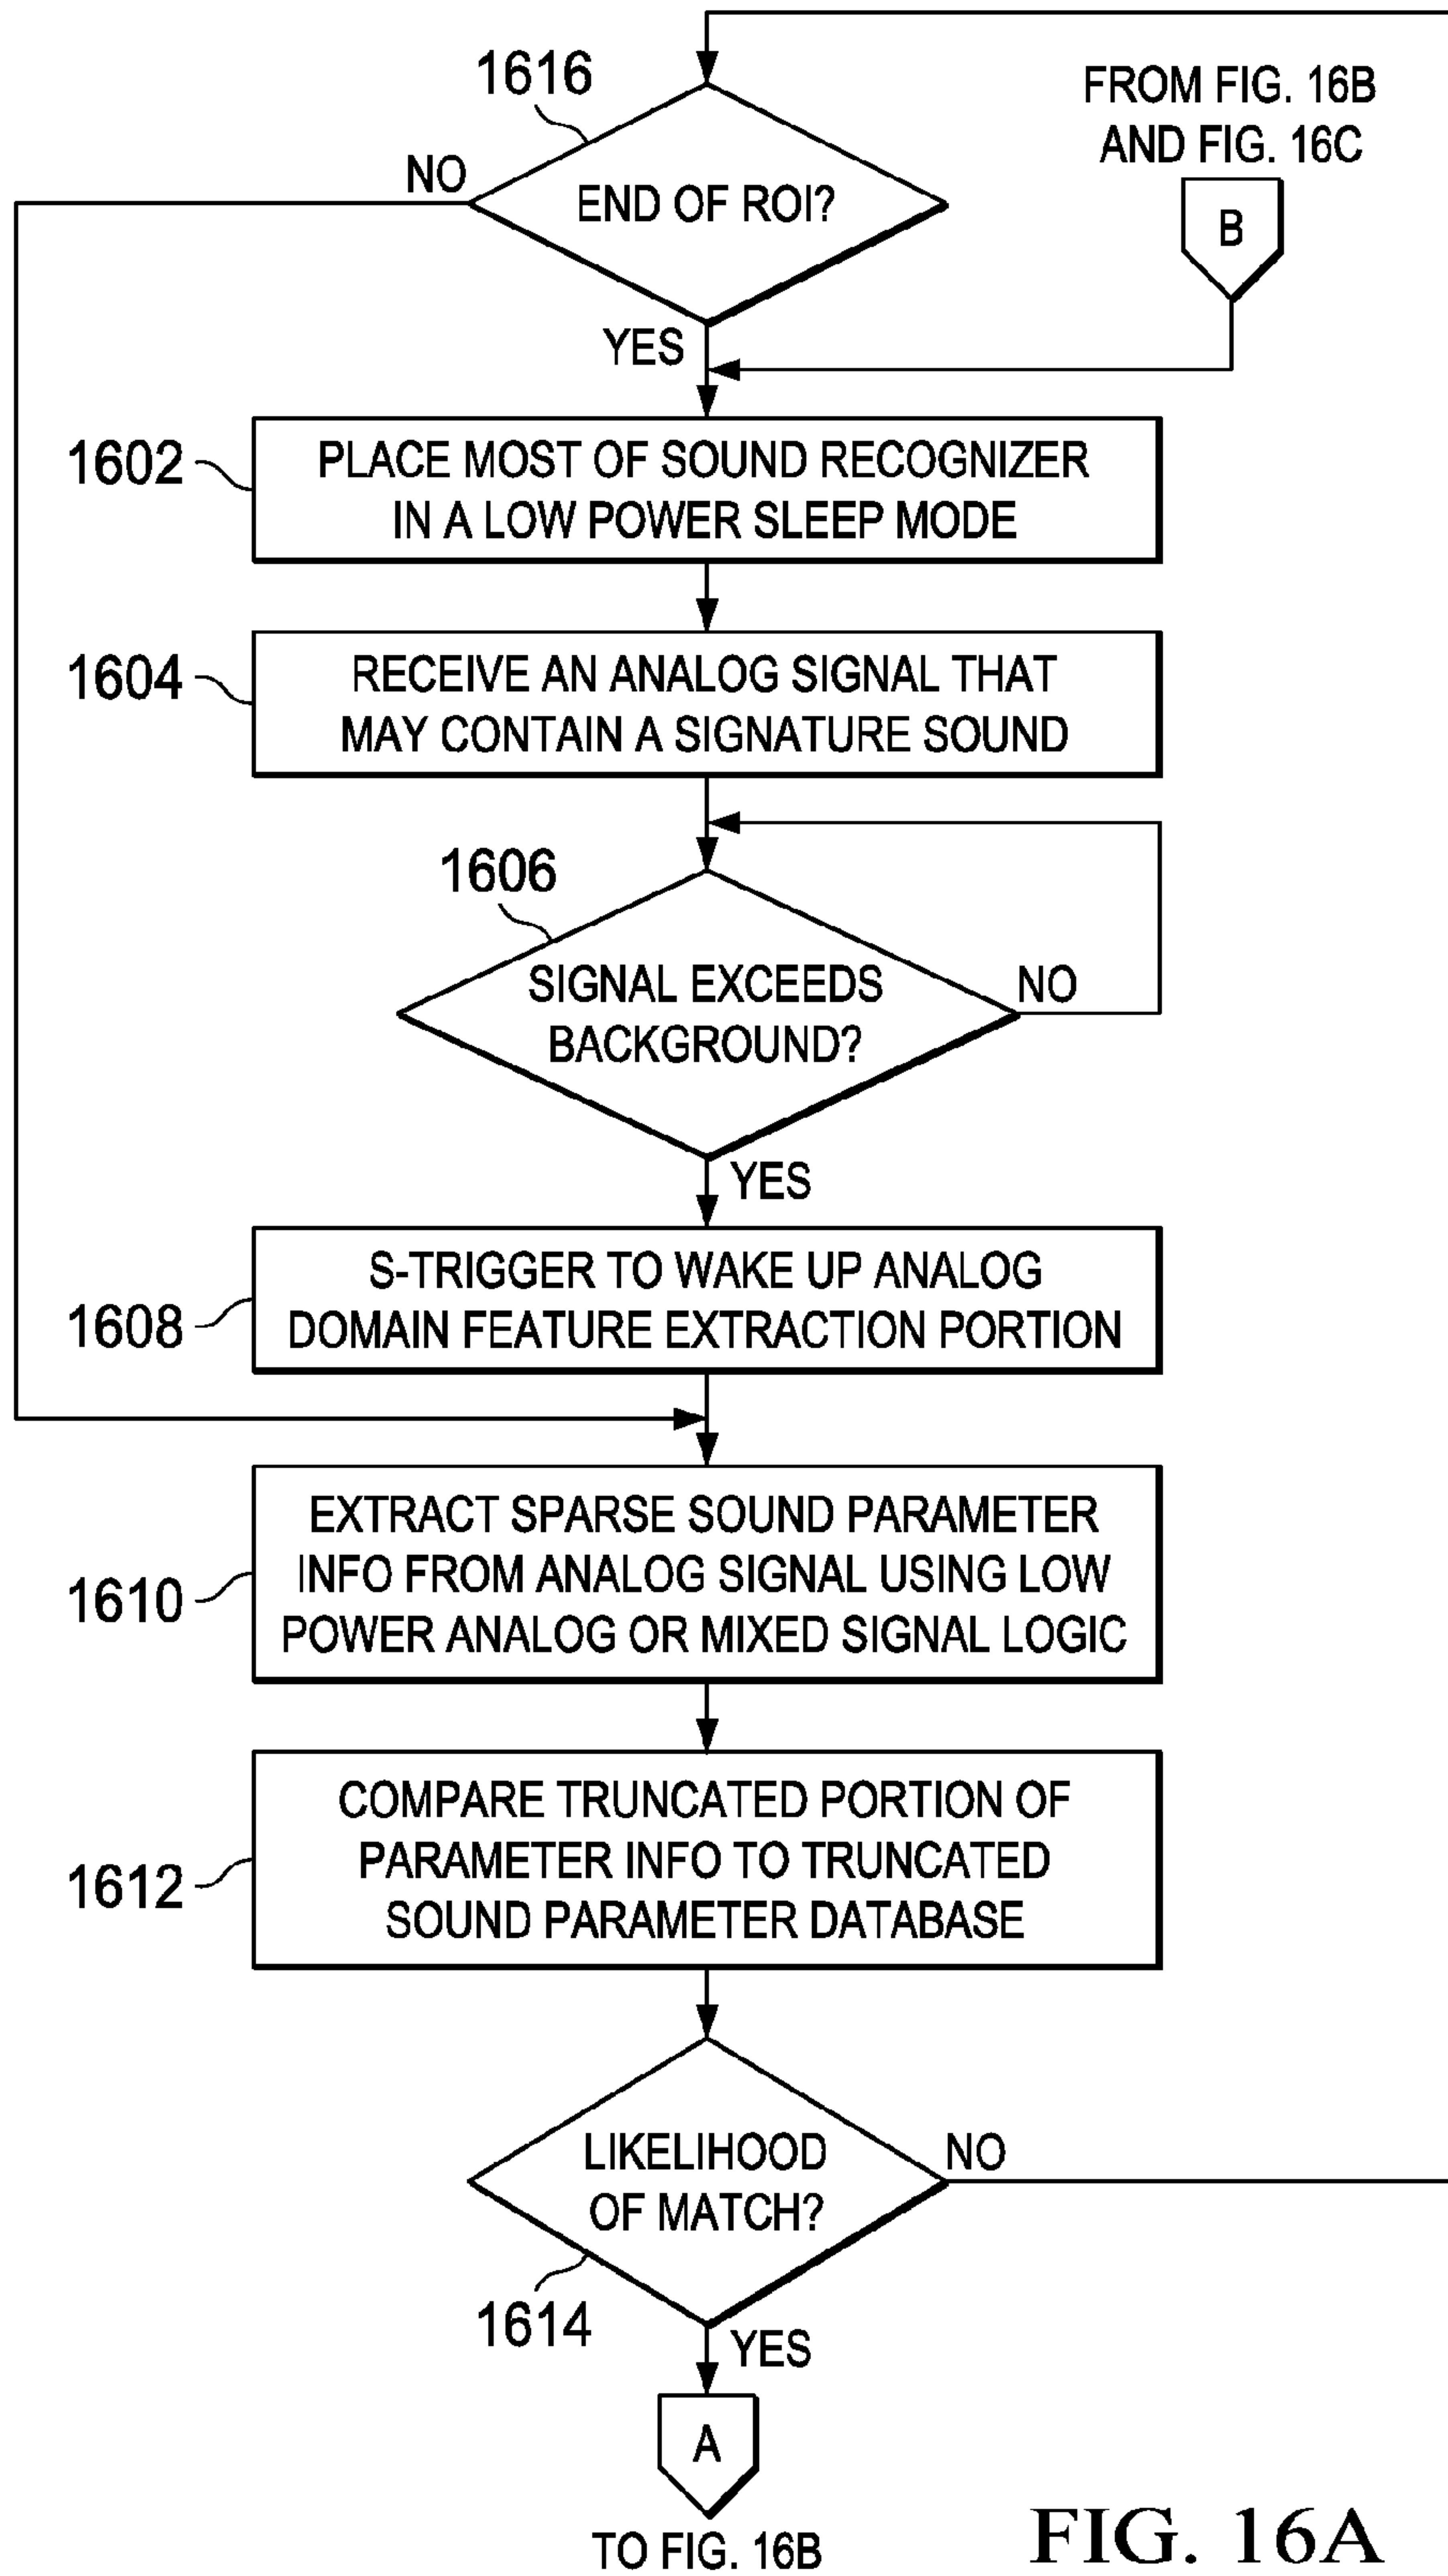 1616
FROM FIG. 16B
AND FIG. 16C
NO
END OF ROI?
B
YES
1602
PLACE MOST OF SOUND RECOGNIZER
IN A LOW POWER SLEEP MODE
1604
RECEIVE AN ANALOG SIGNAL THAT
MAY CONTAIN A SIGNATURE SOUND
1606
SIGNAL EXCEEDS
BACKGROUND?
NO
YES
1608
S-TRIGGER TO WAKE UP ANALOG
DOMAIN FEATURE EXTRACTION PORTION
1610
EXTRACT SPARSE SOUND PARAMETER
INFO FROM ANALOG SIGNAL USING LOW
POWER ANALOG OR MIXED SIGNAL LOGIC
1612
COMPARE TRUNCATED PORTION OF
PARAMETER INFO TO TRUNCATED
SOUND PARAMETER DATABASE
LIKELIHOOD
OF MATCH?
NO
1614
YES
A
TO FIG. 16B
FIG. 16A